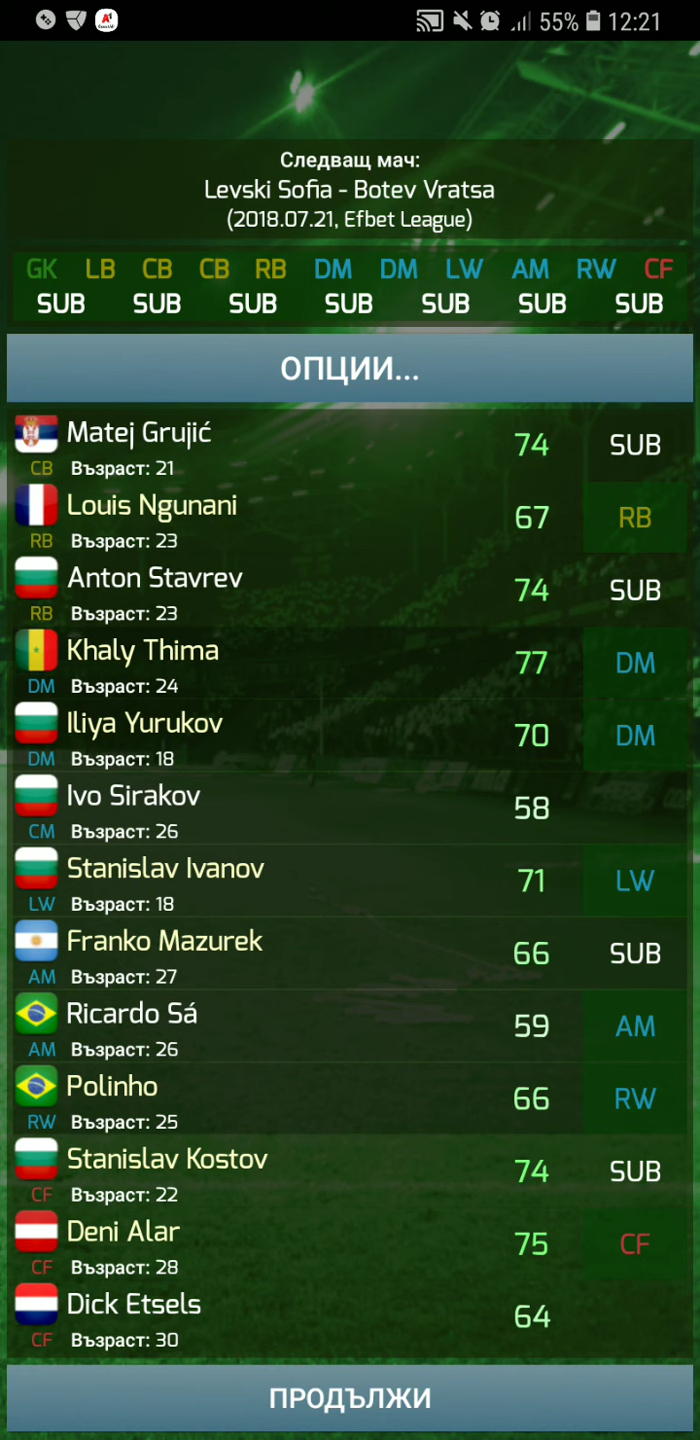 55% 12:21
Следващ мач:
Levski Sofia - Botev Vratsa
(2018.07.21, Efbet League)
GK LB CB CB RB DM DM LW AM RW CF
SUB SUB SUB SUB SUB SUB SUB
ОПЦИИ...
Matej Grujić 74 SUB
CB Възраст: 21
Louis Ngunani 67 RB
RB Възраст: 23
Anton Stavrev 74 SUB
RB Възраст: 23
Khaly Thima 77 DM
DM Възраст: 24
Iliya Yurukov 70 DM
DM Възраст: 18
Ivo Sirakov 58
CM Възраст: 26
Stanislav Ivanov 71 LW
LW Възраст: 18
Franko Mazurek 66 SUB
AM Възраст: 27
Ricardo Sá 59 AM
AM Възраст: 26
Polinho 66 RW
RW Възраст: 25
Stanislav Kostov 74 SUB
CF Възраст: 22
Deni Alar 75 CF
CF Възраст: 28
Dick Etsels 64
CF Възраст: 30
ПРОДЪЛЖИ